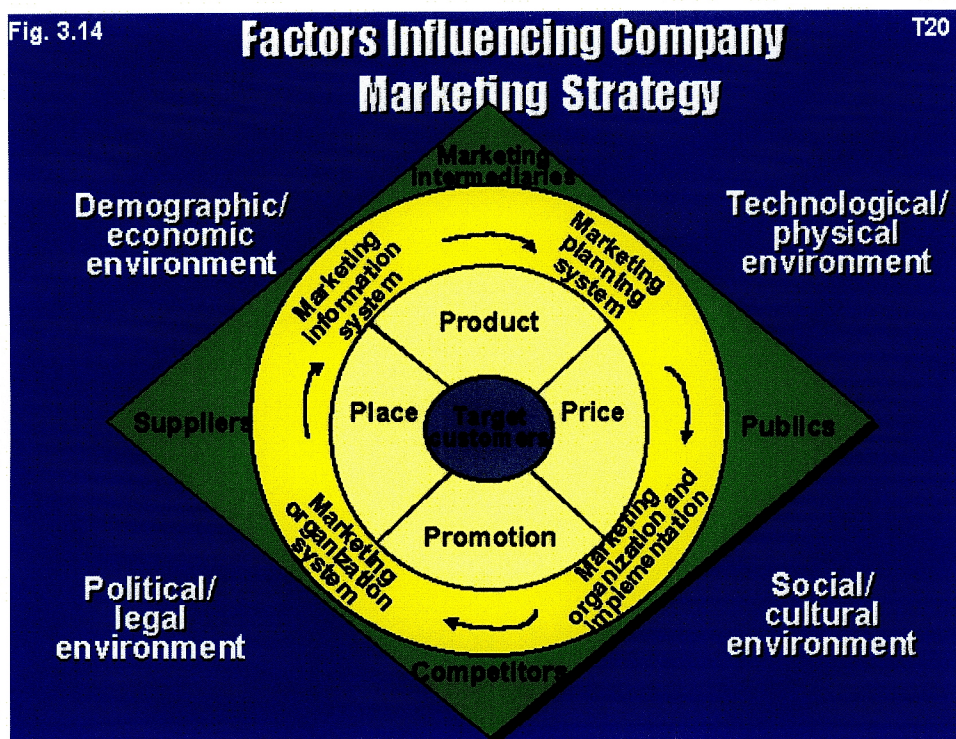 Fig. 3.14
T20
Factors Influencing Company
Marketing Strategy
Marketing
intermediaries
Demographic/
economic
environment
Technological/
physical
environment
Marketing
information
system
Marketing
planning
system
Product
Suppliers
Place
Target
customers
Price
Publics
Promotion
Marketing
organization
system
Marketing
organization and
implementation
Political/
legal
environment
Social/
cultural
environment
Competitors